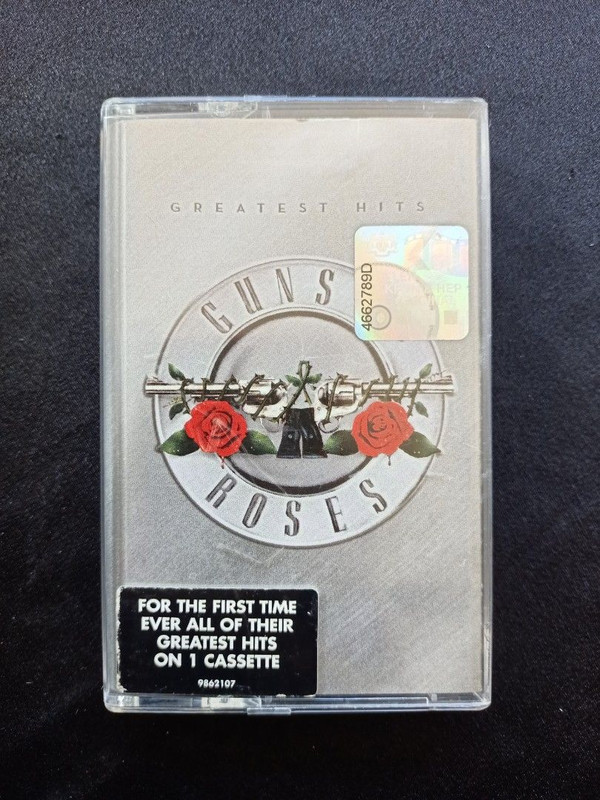 GREATEST HITS
4662789D
GUNS
ROSES
FOR THE FIRST TIME
EVER ALL OF THEIR
GREATEST HITS
ON 1 CASSETTE
9862107